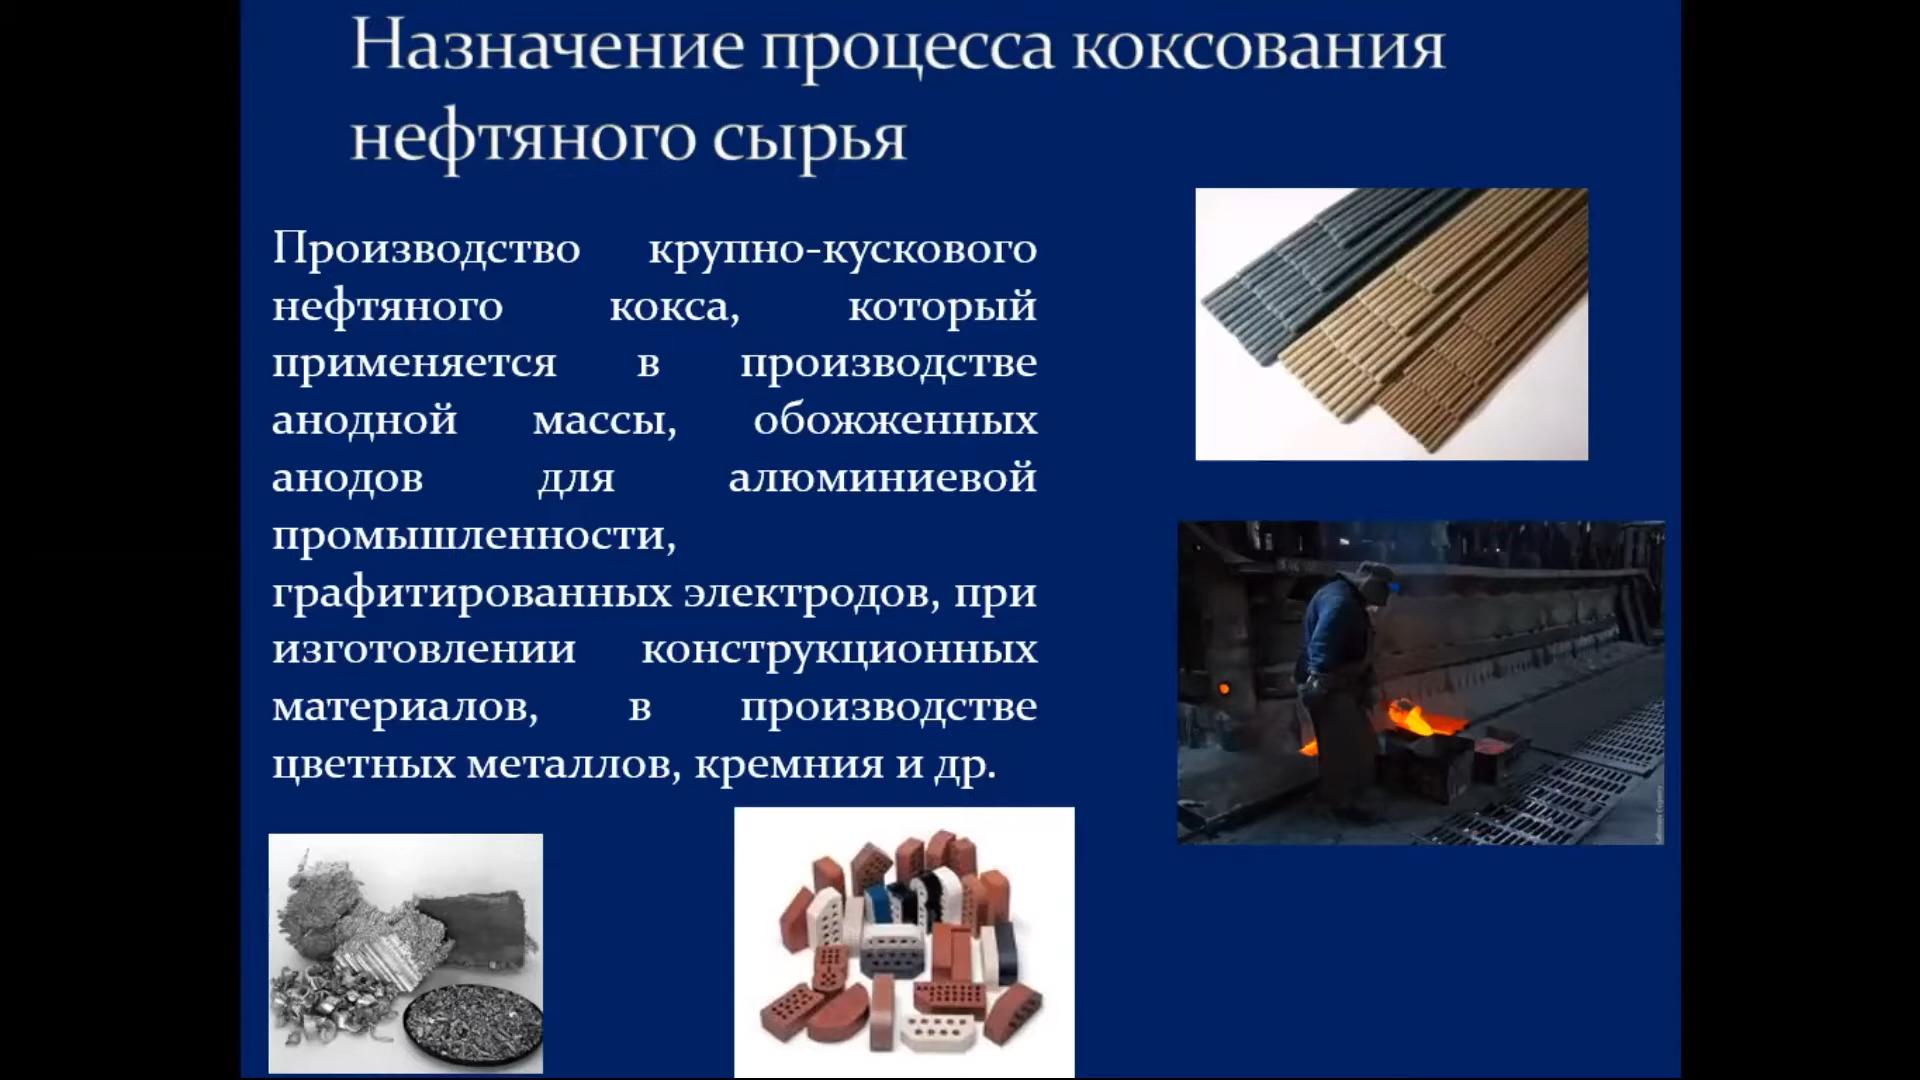 Назначение процесса коксования
нефтяного сырья
Производство крупно-кускового
нефтяного кокса, который
применяется в производстве
анодной массы, обожженных
анодов для алюминиевой
промышленности,
графитированных электродов, при
изготовлении конструкционных
материалов, в производстве
цветных металлов, кремния и др.